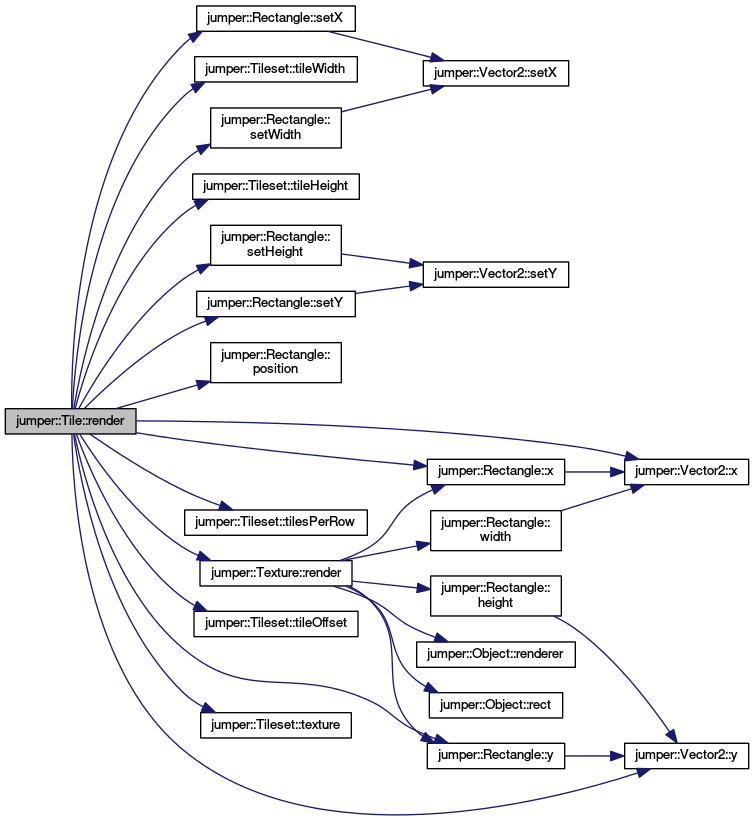 jumper::Rectangle::setX
jumper::Tileset::tileWidth
jumper::Vector2::setX
jumper::Rectangle::
setWidth
jumper::Tileset::tileHeight
jumper::Rectangle::
setHeight
jumper::Vector2::setY
jumper::Rectangle::setY
jumper::Rectangle::
position
jumper::Tile::render
jumper::Rectangle::x
jumper::Vector2::x
jumper::Tileset::tilesPerRow
jumper::Rectangle::
width
jumper::Texture::render
jumper::Rectangle::
height
jumper::Tileset::tileOffset
jumper::Object::renderer
jumper::Object::rect
jumper::Tileset::texture
jumper::Rectangle::y
jumper::Vector2::y